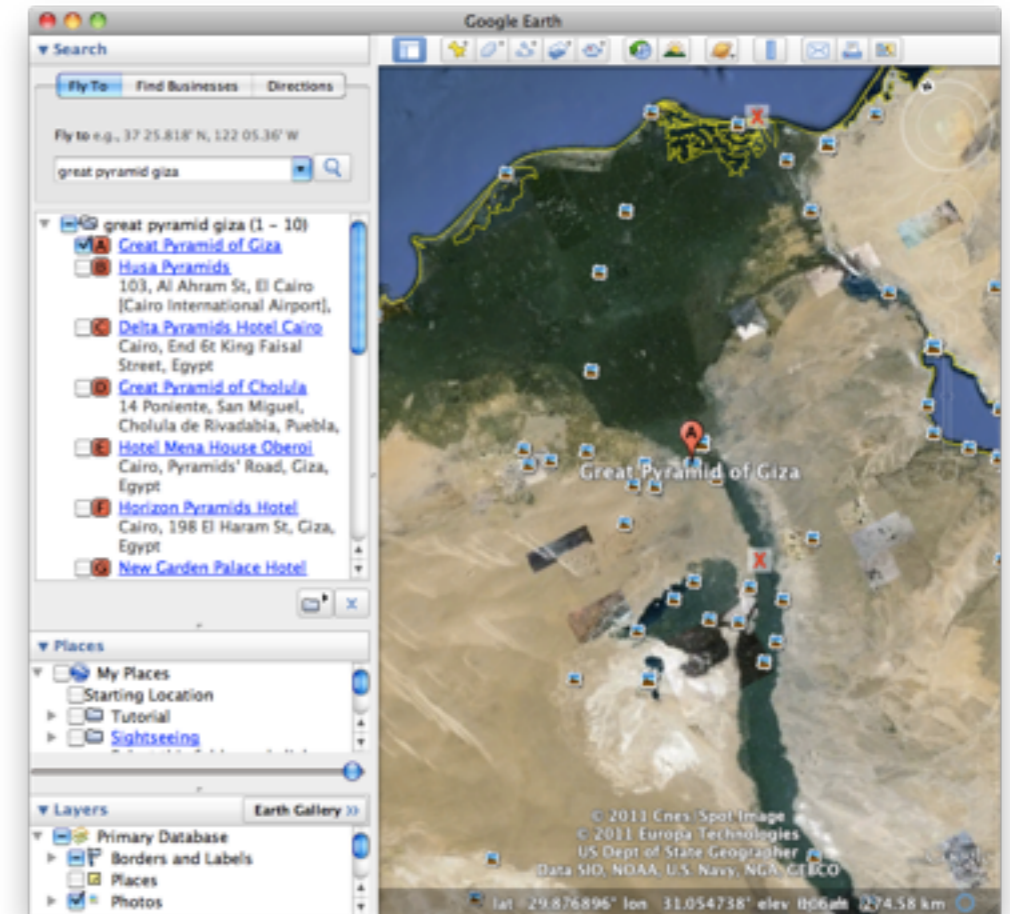 Google Earth
Search
Fly To Find Businesses Directions
Fly to e.g., 37 25.818' N, 122 05.36' W
great pyramid giza
great pyramid giza (1 - 10)
A Great Pyramid of Giza
B Husa Pyramids
103, Al Ahram St, El Cairo
[Cairo International Airport],
C Delta Pyramids Hotel Cairo
Cairo, End 6t King Faisal
Street, Egypt
D Great Pyramid of Cholula
14 Poniente, San Miguel,
Cholula de Rivadabia, Puebla,
E Hotel Mena House Oberoi
Cairo, Pyramids' Road, Giza,
Egypt
F Horizon Pyramids Hotel
Cairo, 198 El Haram St, Giza,
Egypt
G New Garden Palace Hotel
Places
My Places
Starting Location
Tutorial
Sightseeing
Layers Earth Gallery >>
Primary Database
Borders and Labels
Places
Photos
X
A
Great Pyramid of Giza
X
© 2011 Cnes/Spot Image
© 2011 Europa Technologies
US Dept of State Geographer
Data SIO, NOAA, U.S. Navy, NGA, GEBCO
lat 29.876896° lon 31.054738° elev 274.58 km